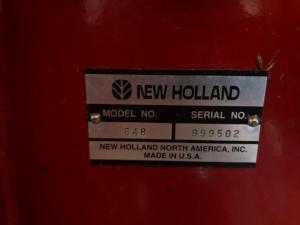 NEW HOLLAND
MODEL NO. SERIAL NO.
648 999502
NEW HOLLAND NORTH AMERICA, INC.
MADE IN U.S.A.